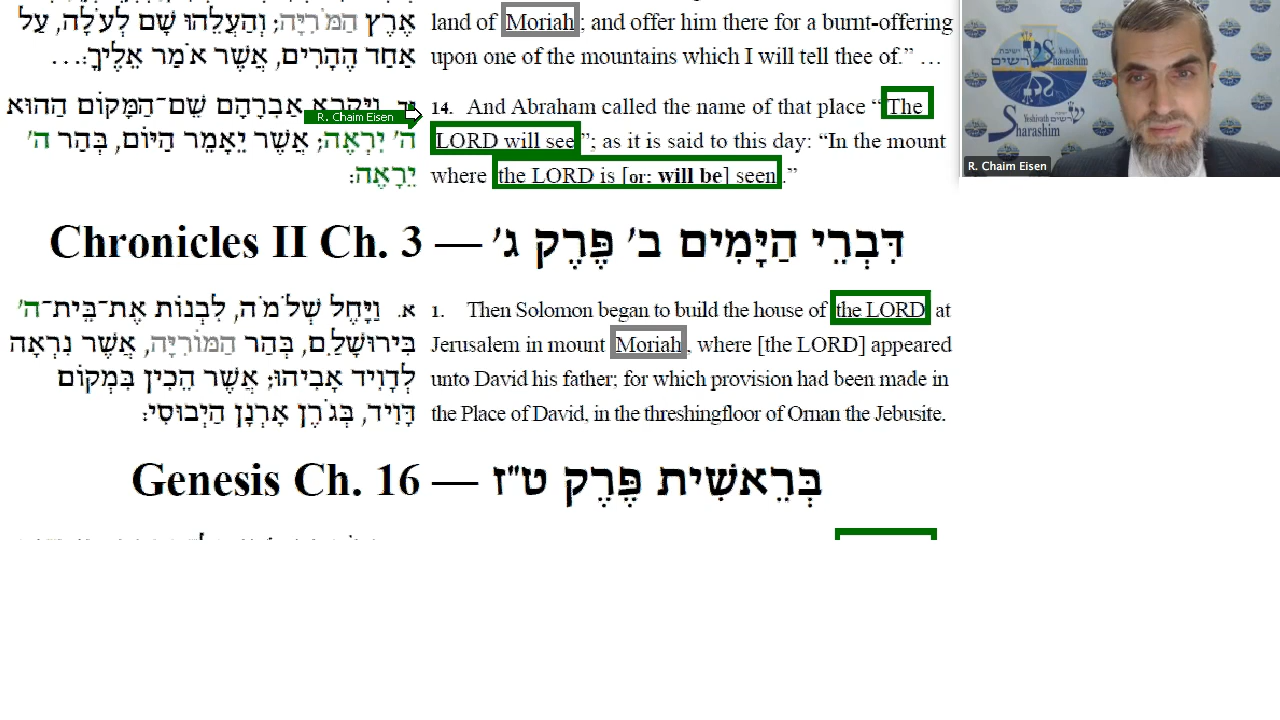 אֶרֶץ הַמֹּרִיָּה; וְהַעֲלֵהוּ שָׁם לְעֹלָה, עַל
אַחַד הֶהָרִים, אֲשֶׁר אֹמַר אֵלֶיךָ:…
land of Moriah; and offer him there for a burnt-offering
upon one of the mountains which I will tell thee of.” …
יד. וַיִּקְרָא אַבְרָהָם שֵׁם־הַמָּקוֹם הַהוּא
ה' יִרְאֶה; אֲשֶׁר יֵאָמֵר הַיּוֹם, בְּהַר ה'
יֵרָאֶה:
R. Chaim Eisen
14. And Abraham called the name of that place “The
LORD will see”; as it is said to this day: “In the mount
where the LORD is [or: will be] seen.”
Chronicles II Ch. 3 — דִּבְרֵי הַיָּמִים ב' פֶּרֶק ג'
א. וַיָּחֶל שְׁלֹמֹה, לִבְנוֹת אֶת־בֵּית־ה'
בִּירוּשָׁלִַם, בְּהַר הַמּוֹרִיָּה, אֲשֶׁר נִרְאָה
לְדָוִיד אָבִיהוּ; אֲשֶׁר הֵכִין בִּמְקוֹם
דָּוִיד, בְּגֹרֶן אָרְנָן הַיְבוּסִי:
1. Then Solomon began to build the house of the LORD at
Jerusalem in mount Moriah, where [the LORD] appeared
unto David his father; for which provision had been made in
the Place of David, in the threshingfloor of Ornan the Jebusite.
Genesis Ch. 16 — בְּרֵאשִׁית פֶּרֶק ט"ז
ישיבת
שרשים
Yeshivath
Sharashim
Yeshivath שרשים
Sharashim
R. Chaim Eisen